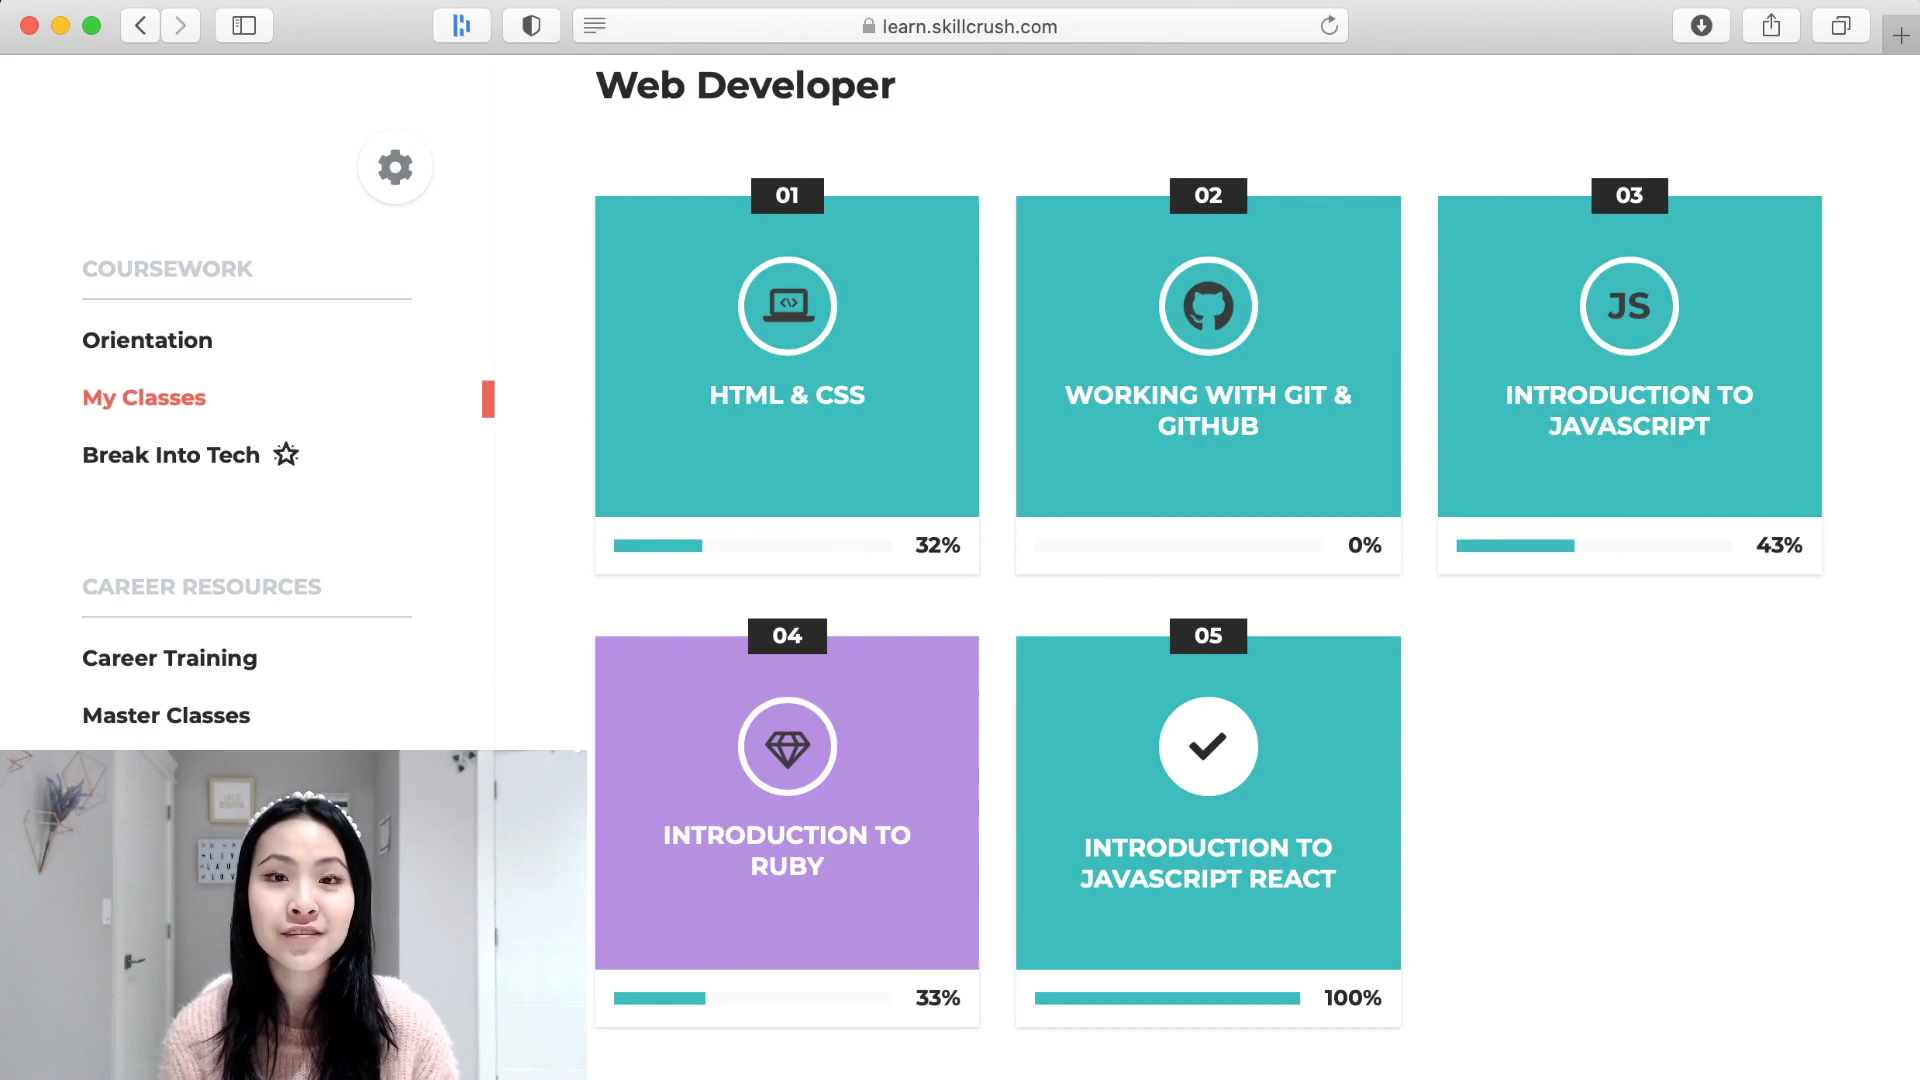 learn.skillcrush.com
Web Developer
COURSEWORK
Orientation
My Classes
Break Into Tech
CAREER RESOURCES
Career Training
Master Classes
01
HTML & CSS
32%
02
WORKING WITH GIT &
GITHUB
0%
03
JS
INTRODUCTION TO
JAVASCRIPT
43%
04
INTRODUCTION TO
RUBY
33%
05
INTRODUCTION TO
JAVASCRIPT REACT
100%